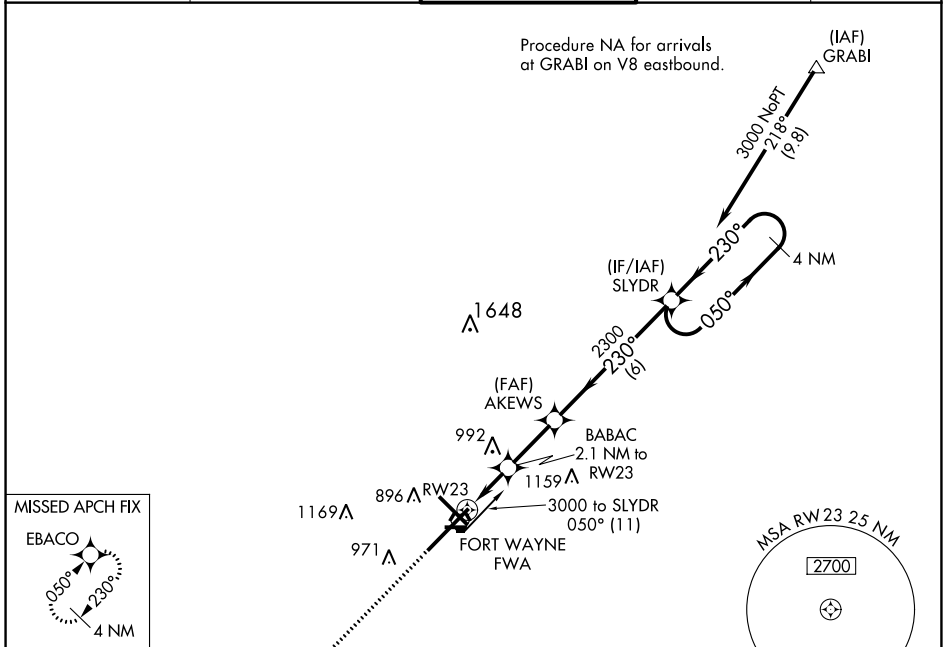 Procedure NA for arrivals
at GRABI on V8 eastbound.
(IAF)
GRABI
3000 NoPT
218°
(9.8)
230°
4 NM
050°
(IF/IAF)
SLYDR
1648
2300
230°
(6)
(FAF)
AKEWS
992
BABAC
2.1 NM to
RW23
1159
896
RW23
1169
3000 to SLYDR
050° (11)
971
FORT WAYNE
FWA
MISSED APCH FIX
EBACO
050°
230°
4 NM
MSA RW23 25 NM
2700